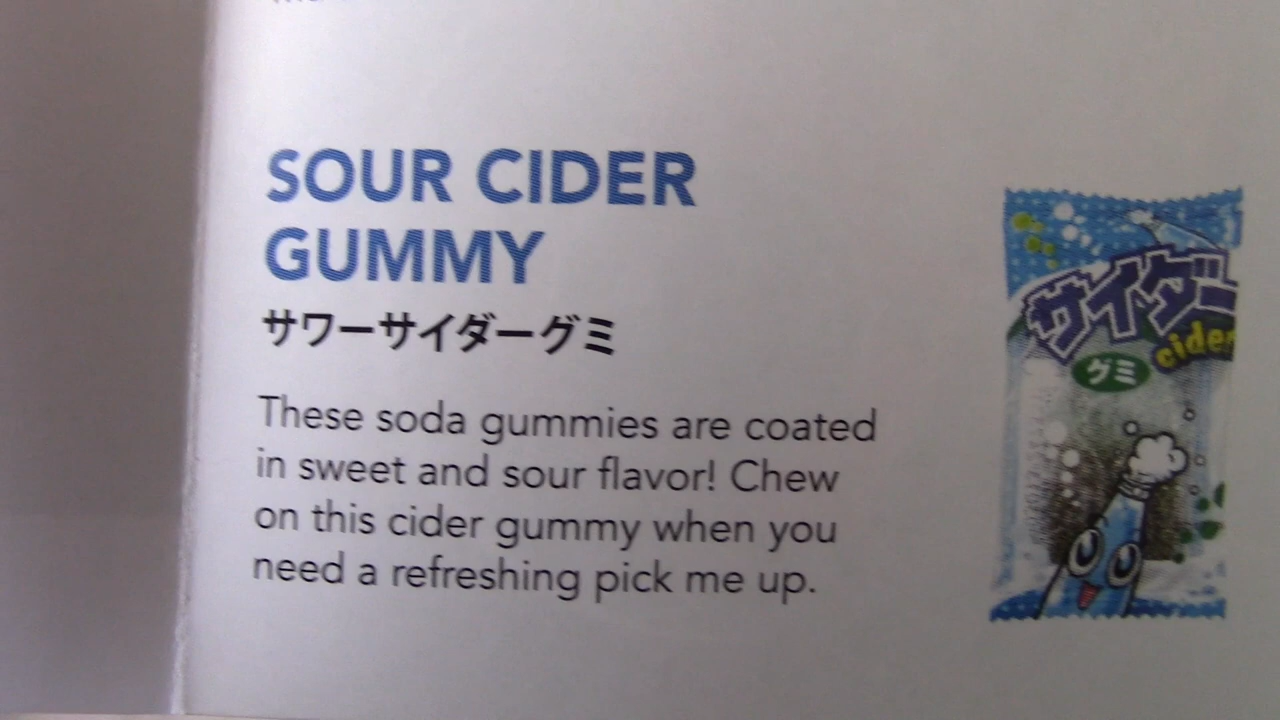 SOUR CIDER
GUMMY
サワーサイダーグミ
These soda gummies are coated
in sweet and sour flavor! Chew
on this cider gummy when you
need a refreshing pick me up.
サイダー
cider
グミ